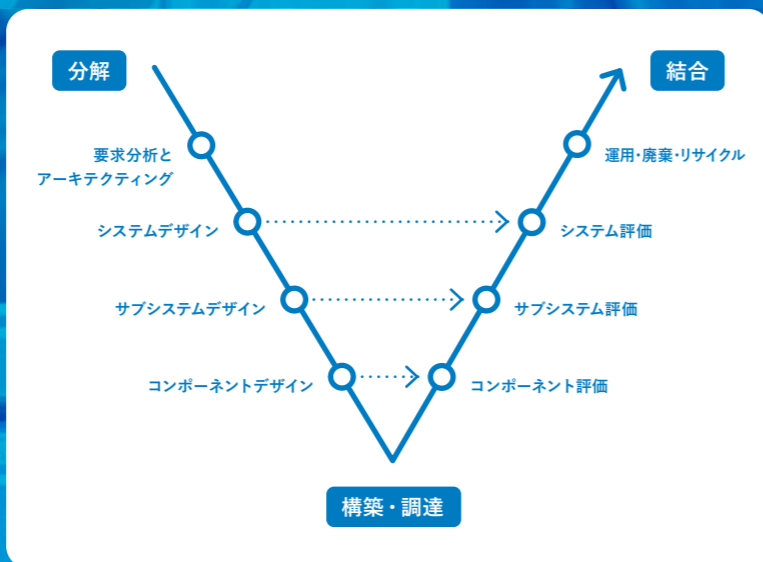 分解
結合
要求分析と
アーキテクティング
運用・廃棄・リサイクル
システムデザイン
システム評価
サブシステムデザイン
サブシステム評価
コンポーネントデザイン
コンポーネント評価
構築・調達